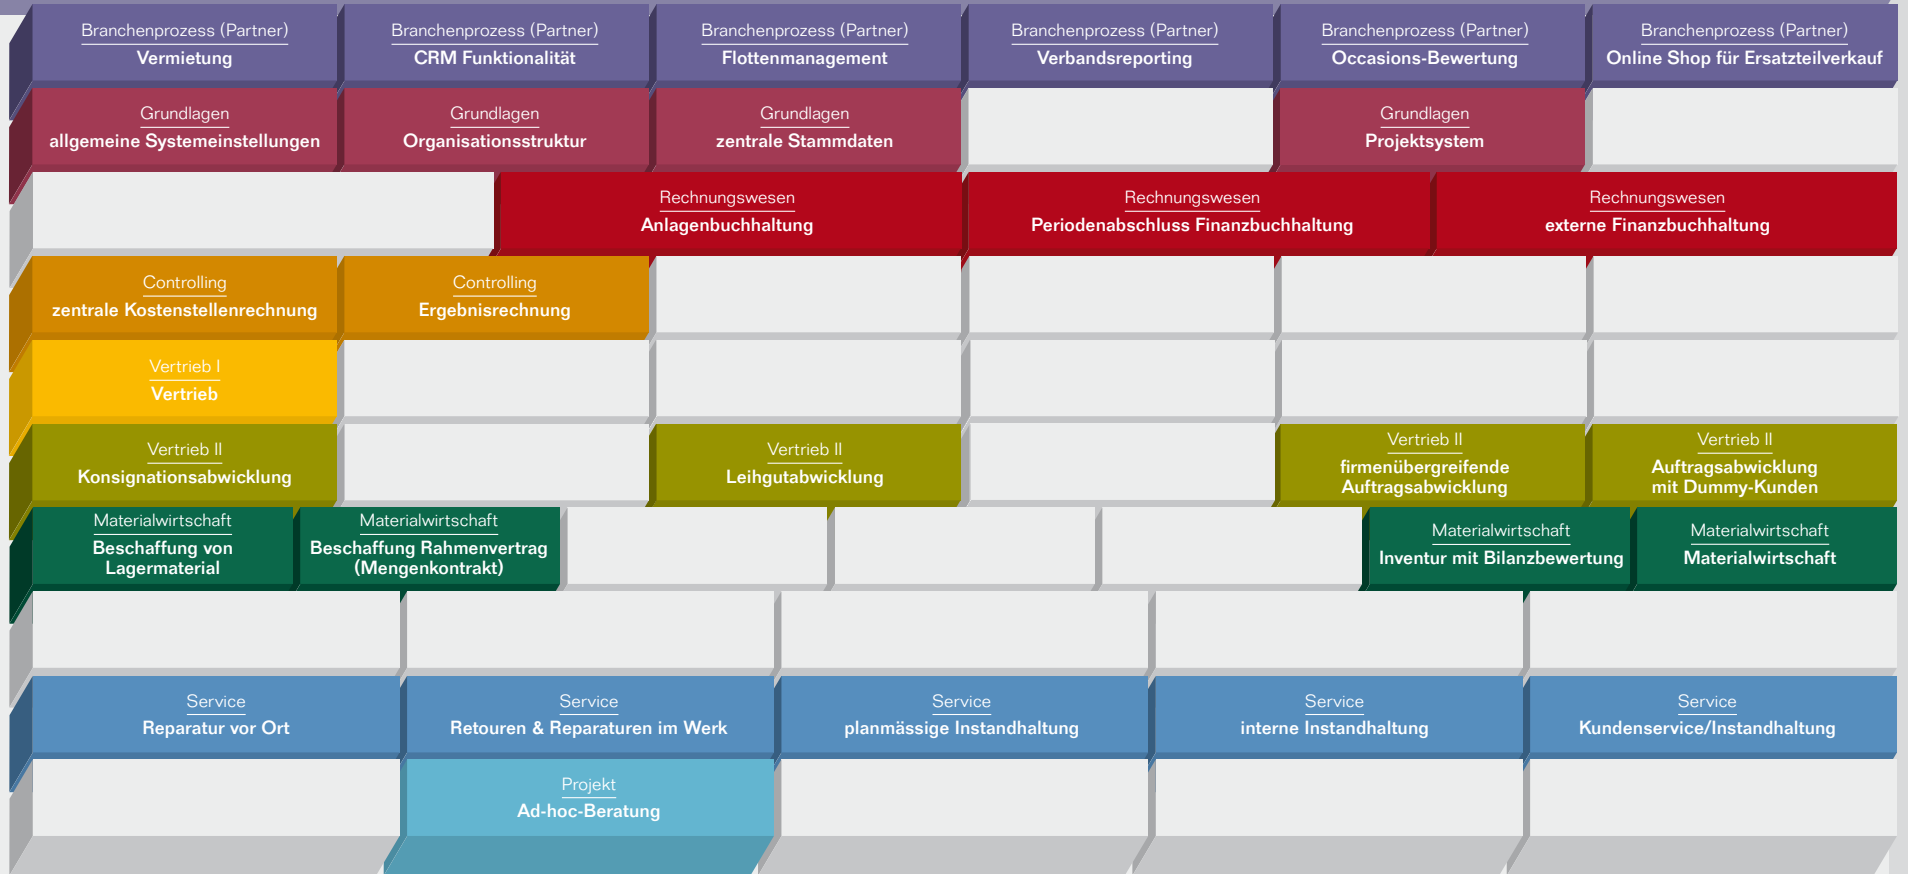 Branchenprozess (Partner)
Vermietung
Branchenprozess (Partner)
CRM Funktionalität
Branchenprozess (Partner)
Flottenmanagement
Branchenprozess (Partner)
Verbandsreporting
Branchenprozess (Partner)
Occasions-Bewertung
Branchenprozess (Partner)
Online Shop für Ersatzteilverkauf
Grundlagen
allgemeine Systemeinstellungen
Grundlagen
Organisationsstruktur
Grundlagen
zentrale Stammdaten
Grundlagen
Projektsystem
Rechnungswesen
Anlagenbuchhaltung
Rechnungswesen
Periodenabschluss Finanzbuchhaltung
Rechnungswesen
externe Finanzbuchhaltung
Controlling
zentrale Kostenstellenrechnung
Controlling
Ergebnisrechnung
Vertrieb I
Vertrieb
Vertrieb II
Konsignationsabwicklung
Vertrieb II
Leihgutabwicklung
Vertrieb II
firmenübergreifende
Auftragsabwicklung
Vertrieb II
Auftragsabwicklung
mit Dummy-Kunden
Materialwirtschaft
Beschaffung von
Lagermaterial
Materialwirtschaft
Beschaffung Rahmenvertrag
(Mengenkontrakt)
Materialwirtschaft
Inventur mit Bilanzbewertung
Materialwirtschaft
Materialwirtschaft
Service
Reparatur vor Ort
Service
Retouren & Reparaturen im Werk
Service
planmässige Instandhaltung
Service
interne Instandhaltung
Service
Kundenservice/Instandhaltung
Projekt
Ad-hoc-Beratung